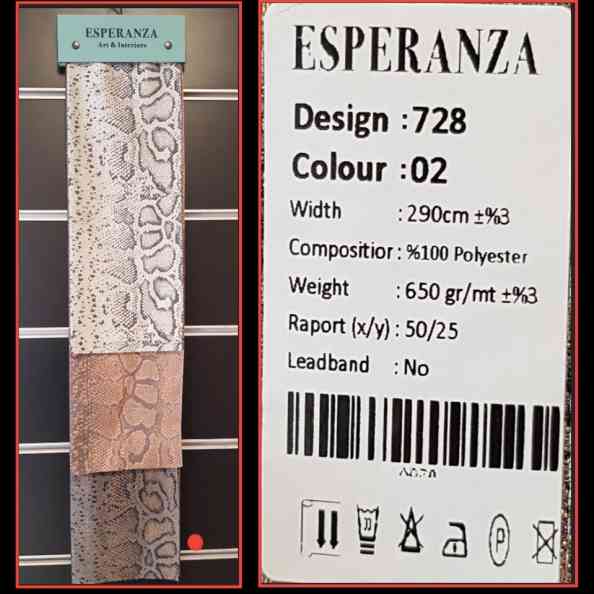 ESPERANZA
Art & Interiors
ESPERANZA
Design :728
Colour :02
Width : 290cm ±%3
Compositior : %100 Polyester
Weight : 650 gr/mt ±%3
Raport (x/y) : 50/25
Leadband : No